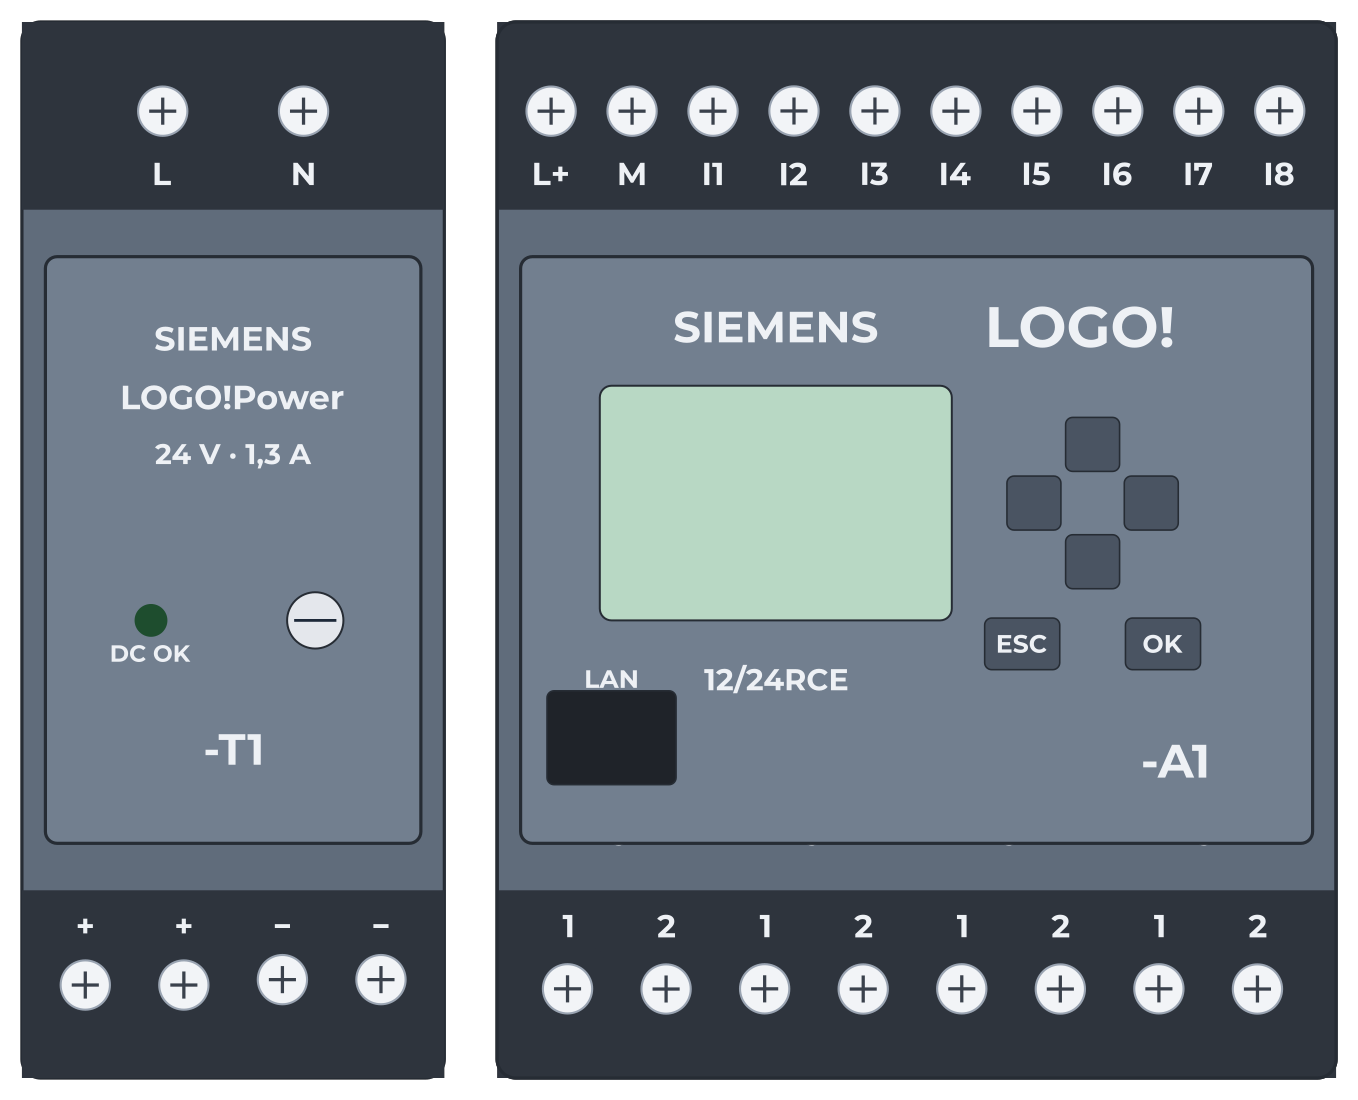 L N
SIEMENS
LOGO!Power
24 V · 1,3 A
DC OK
-T1
+ + − −
L+ M I1 I2 I3 I4 I5 I6 I7 I8
SIEMENS LOGO!
ESC OK
LAN 12/24RCE
-A1
1 2 1 2 1 2 1 2